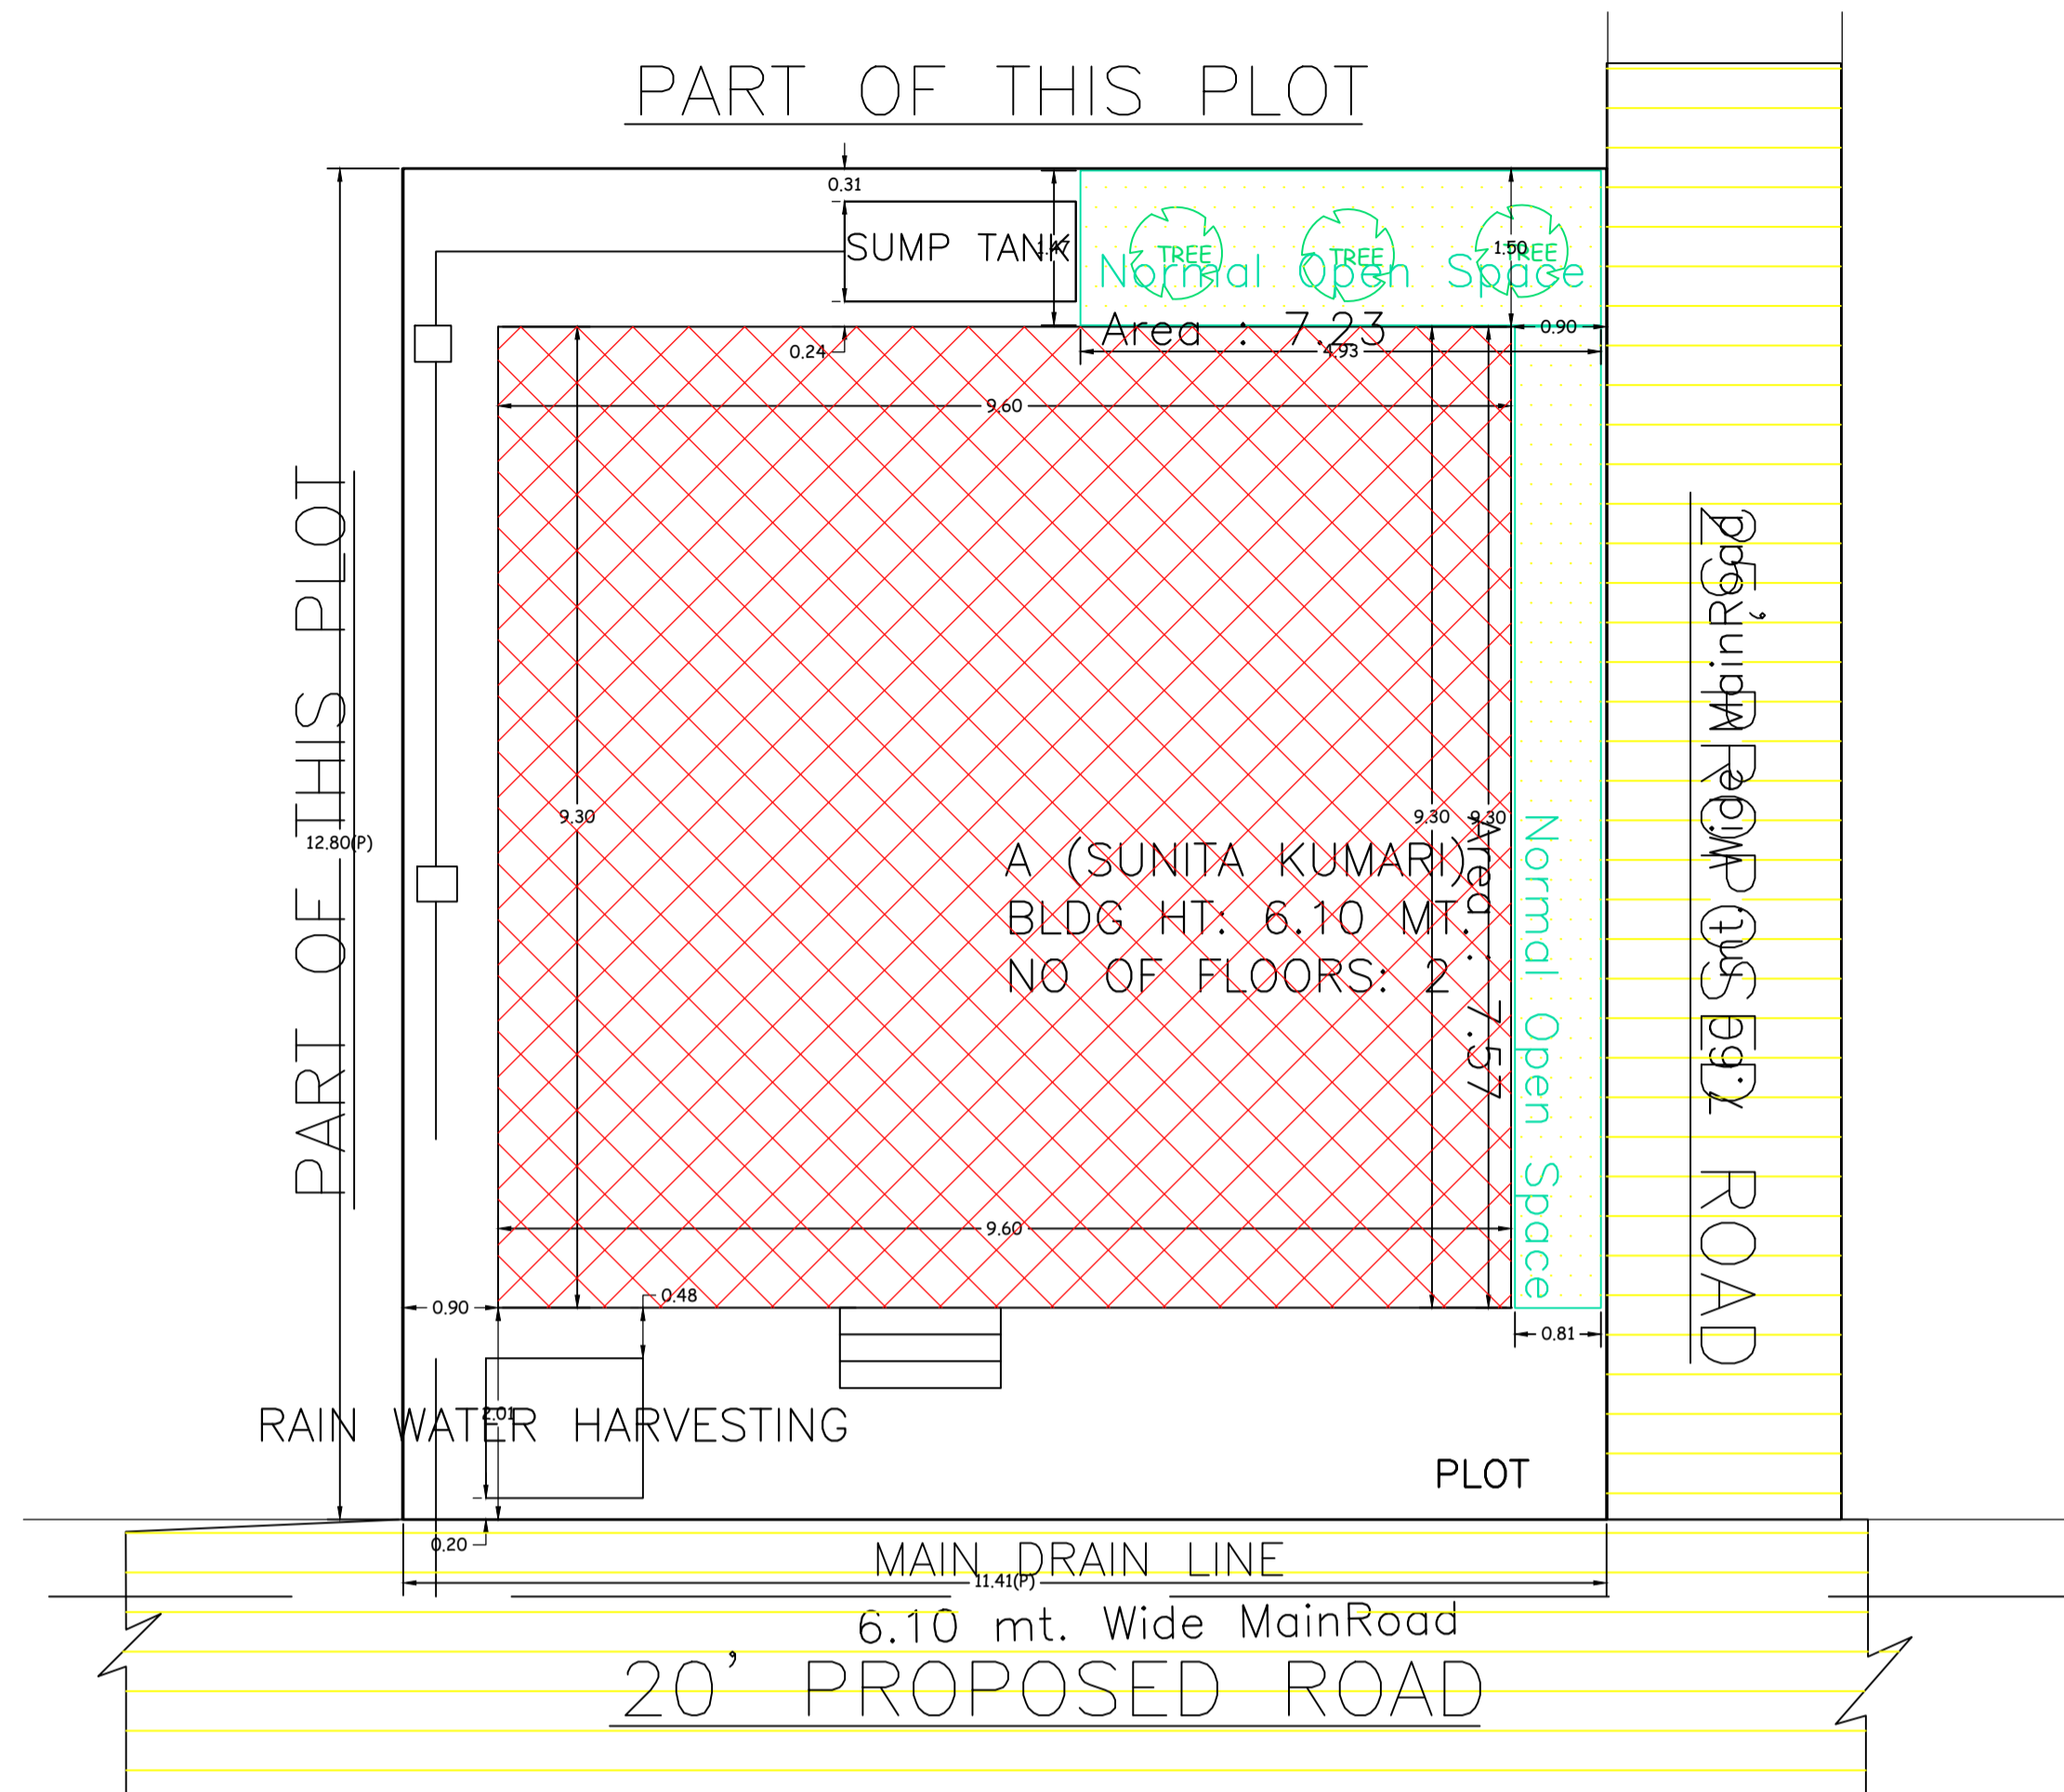 PART OF THIS PLOT
0.31
SUMP TANK
1.47
TREE
TREE
TREE
1.50
Normal Open Space
Area : 7.23
0.90
0.24
4.93
9.60
PART OF THIS PLOT
12.80(P)
9.30
9.30
9.30
A (SUNITA KUMARI)
BLDG HT: 6.10 MT.
NO OF FLOORS: 2
Area : 7.57
Normal Open Space
25' PROPOSED ROAD
mt. Wide MainRoad
9.60
0.90
0.48
0.81
2.01
RAIN WATER HARVESTING
PLOT
0.20
MAIN DRAIN LINE
11.41(P)
6.10 mt. Wide MainRoad
20' PROPOSED ROAD